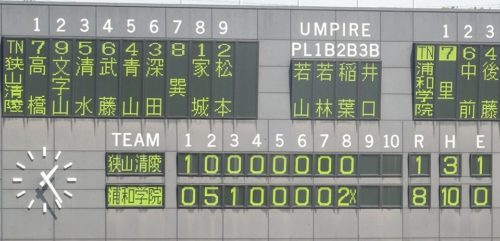 1 2 3 4 5 6 7 8 9 UMPIRE 1 2 3
PL 1B 2B 3B
TN 7 9 5 4 5 3 8 1 2 TN 7 6 4
狭山清陵 高橋 文字山 清水 武藤 青山 深田 巽 家城 松本 若山 若林 稲葉 井口 浦和学院 里 中前 後藤
TEAM 1 2 3 4 5 6 7 8 9 10 R H E
狭山清陵 1 0 0 0 0 0 0 0 1 3 1
浦和学院 0 5 1 0 0 0 0 2X 8 10 0